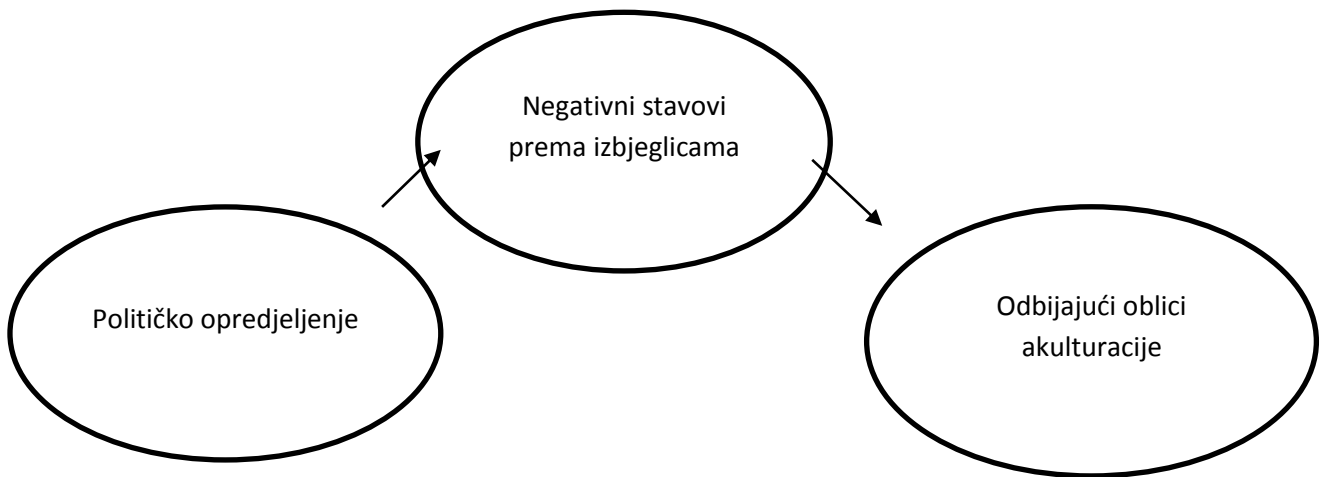 Negativni stavovi
prema izbjeglicama
Političko opredjeljenje
Odbijajući oblici
akulturacije